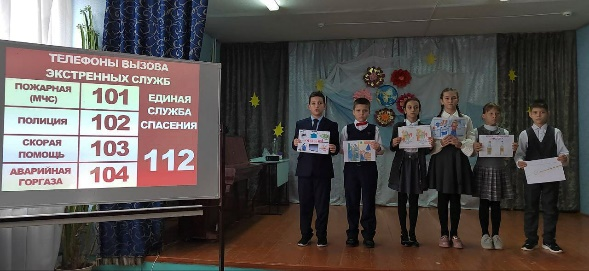 ТЕЛЕФОНЫ ВЫЗОВА
ЭКСТРЕННЫХ СЛУЖБ
ПОЖАРНАЯ
(МЧС)
101
ПОЛИЦИЯ
102
СКОРАЯ
ПОМОЩЬ
103
АВАРИЙНАЯ
ГОРГАЗА
104
ЕДИНАЯ
СЛУЖБА
СПАСЕНИЯ
112